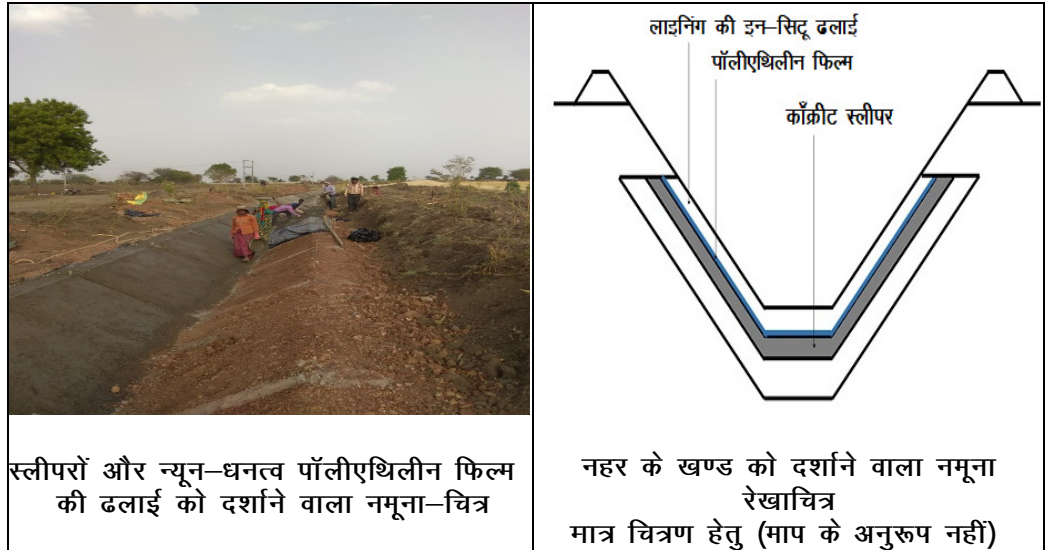 लाइनिंग की इन–सिटू ढलाई
पॉलीएथिलीन फिल्म
काँक्रीट स्लीपर
स्लीपरों और न्यून–धनत्व पॉलीएथिलीन फिल्म
की ढलाई को दर्शाने वाला नमूना–चित्र
नहर के खण्ड को दर्शाने वाला नमूना
रेखाचित्र
मात्र चित्रण हेतु (माप के अनुरूप नहीं)